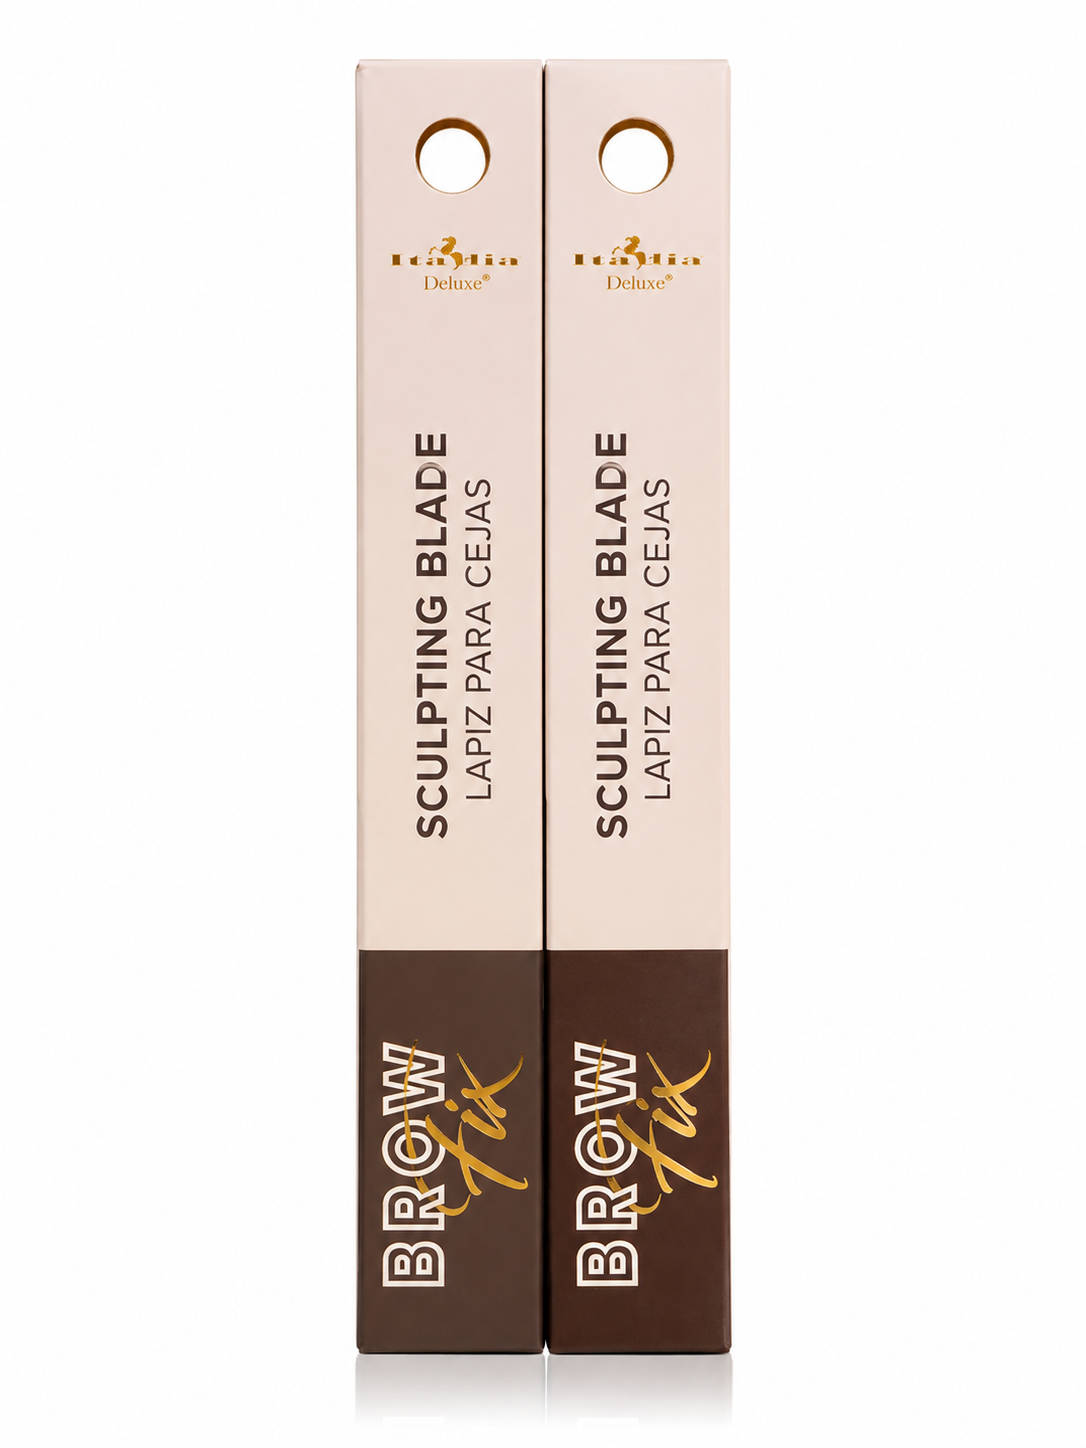 Italia
Deluxe®
SCULPTING BLADE
LAPIZ PARA CEJAS
BROW
fix
Italia
Deluxe®
SCULPTING BLADE
LAPIZ PARA CEJAS
BROW
fix